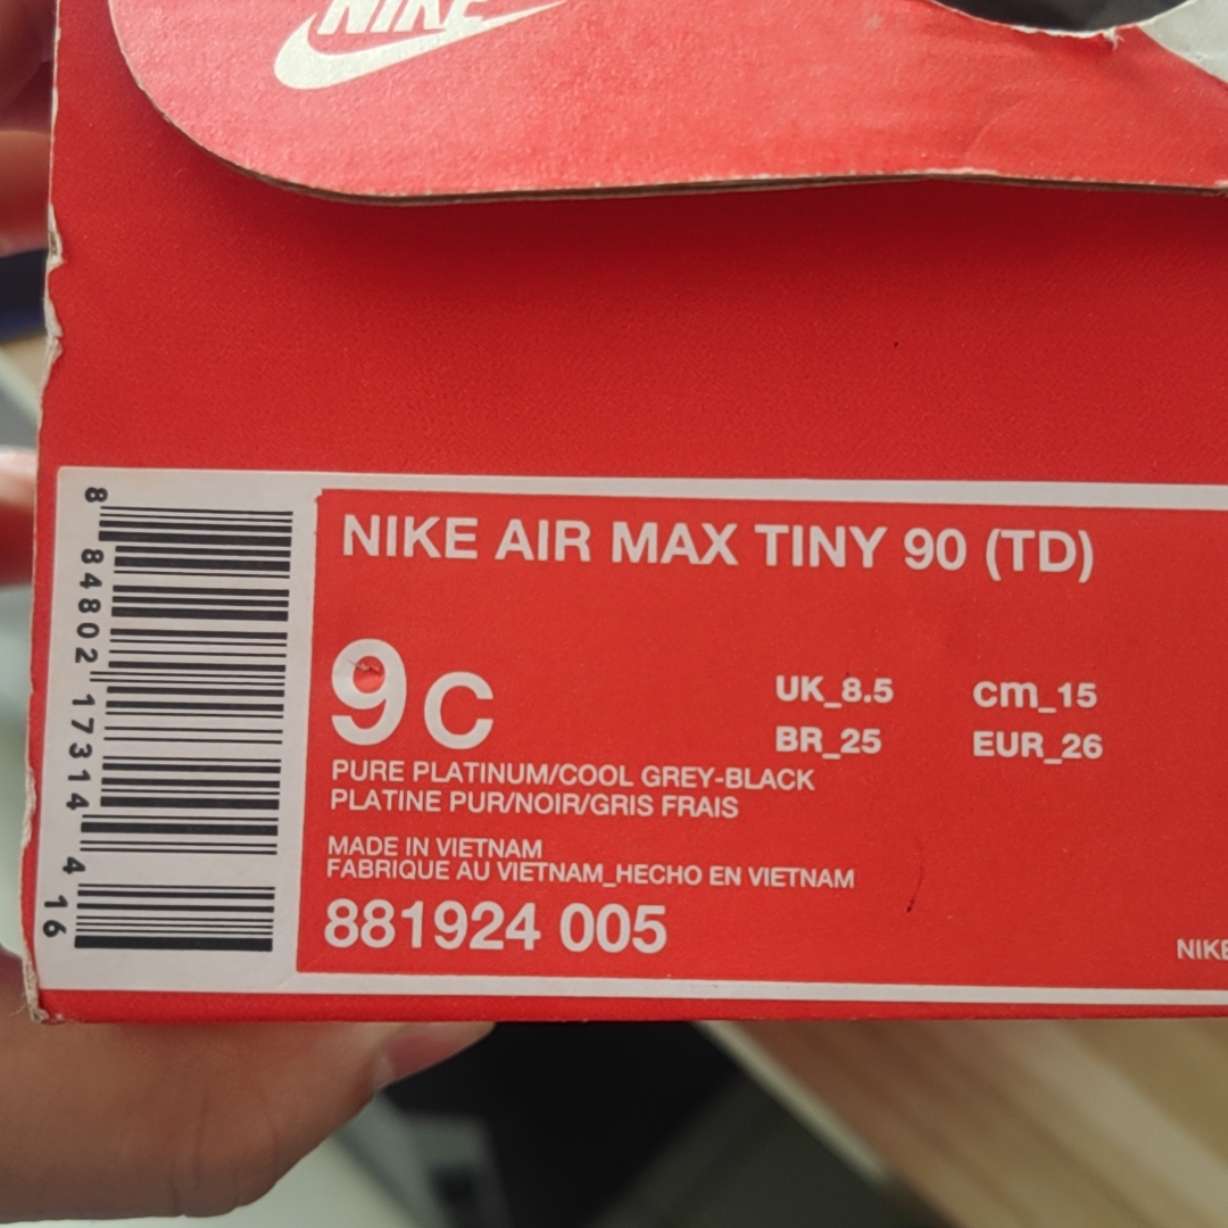 NIKE
NIKE AIR MAX TINY 90 (TD)
9C
UK_8.5 cm_15
BR_25 EUR_26
PURE PLATINUM/COOL GREY-BLACK
PLATINE PUR/NOIR/GRIS FRAIS
MADE IN VIETNAM
FABRIQUE AU VIETNAM_HECHO EN VIETNAM
881924 005
NIKE
8 84802 17314 4 16